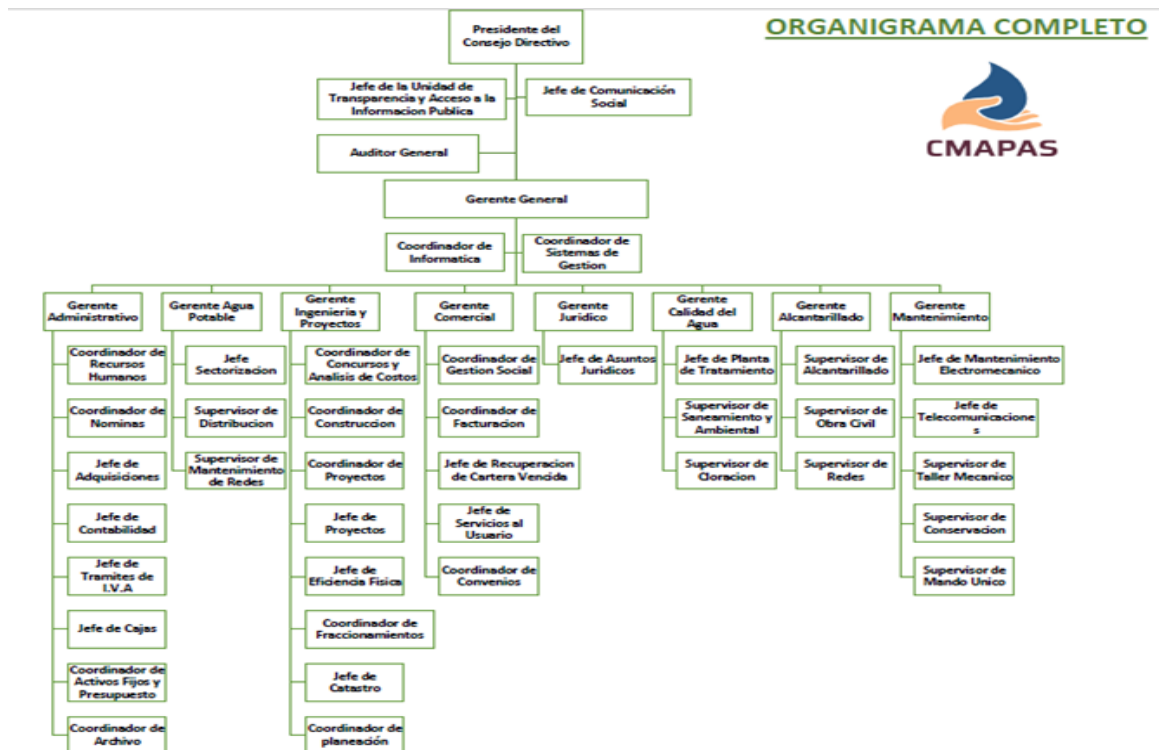 ORGANIGRAMA COMPLETO
CMAPAS
Presidente del
Consejo Directivo
Jefe de la Unidad de
Transparencia y Acceso a la
Informacion Publica
Jefe de Comunicación
Social
Auditor General
Gerente General
Coordinador de
Informatica
Coordinador de
Sistemas de
Gestion
Gerente
Administrativo
Gerente Agua
Potable
Gerente
Ingenieria y
Proyectos
Gerente
Comercial
Gerente
Juridico
Gerente
Calidad del
Agua
Gerente
Alcantarillado
Gerente
Mantenimiento
Coordinador de
Recursos
Humanos
Coordinador de
Nominas
Jefe de
Adquisiciones
Jefe de
Contabilidad
Jefe de
Tramites de
I.V.A
Jefe de Cajas
Coordinador de
Activos Fijos y
Presupuesto
Coordinador de
Archivo
Jefe
Sectorizacion
Supervisor de
Distribucion
Supervisor de
Mantenimiento
de Redes
Coordinador de
Concursos y
Analisis de Costos
Coordinador de
Construccion
Coordinador de
Proyectos
Jefe de
Proyectos
Jefe de
Eficiencia Fisica
Coordinador de
Fraccionamientos
Jefe de
Catastro
Coordinador de
planeación
Coordinador de
Gestion Social
Coordinador de
Facturacion
Jefe de Recuperacion
de Cartera Vencida
Jefe de
Servicios al
Usuario
Coordinador de
Convenios
Jefe de Asuntos
Juridicos
Jefe de Planta
de Tratamiento
Supervisor de
Saneamiento y
Ambiental
Supervisor de
Cloracion
Supervisor de
Alcantarillado
Supervisor de
Obra Civil
Supervisor de
Redes
Jefe de Mantenimiento
Electromecanico
Jefe de
Telecomunicacione
s
Supervisor de
Taller Mecanico
Supervisor de
Conservacion
Supervisor de
Mando Unico